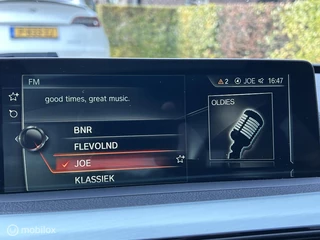 FM
2 JOE 16:47
good times, great music.
OLDIES
BNR
FLEVOLND
JOE
KLASSIEK
mobilox